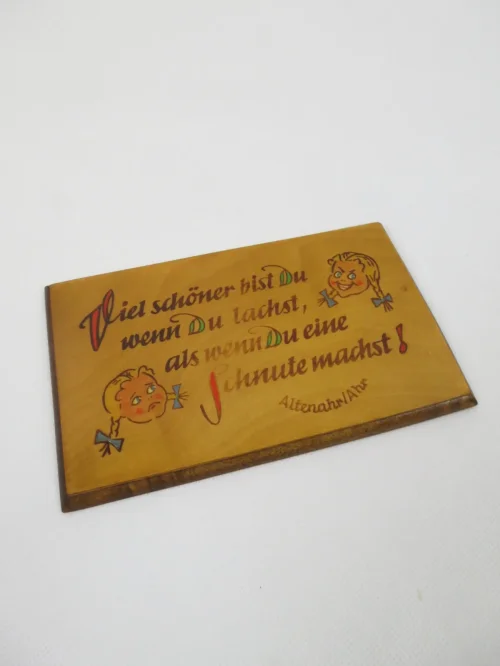 Viel schöner bist Du
wenn Du lachst,
als wenn Du eine
Schnute machst!
Altenahr/Ahr